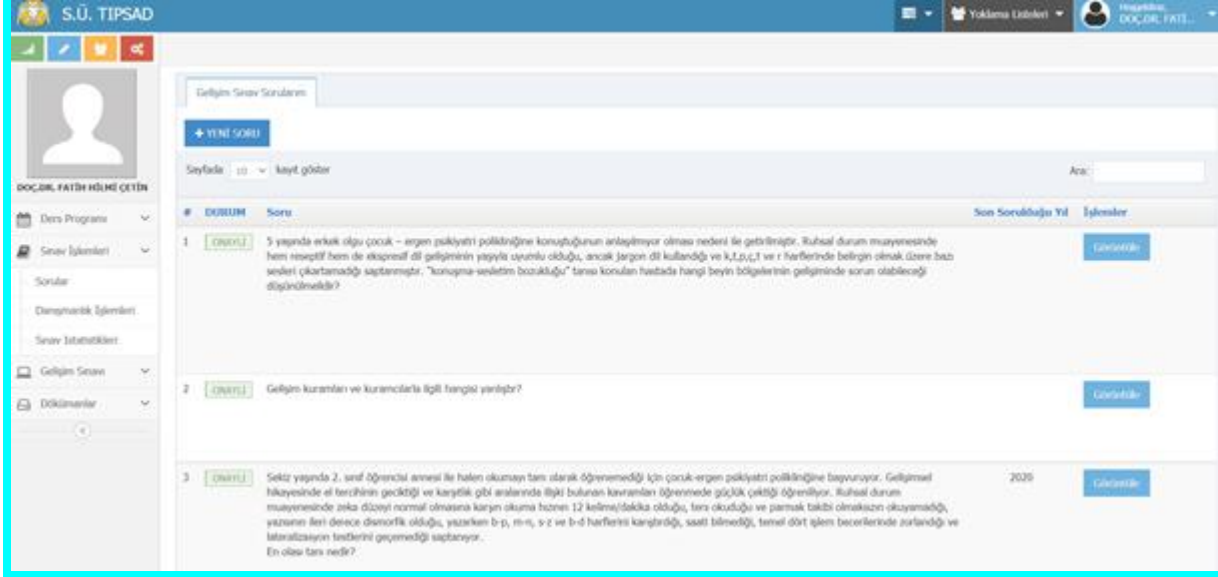 S.Ü. TIPSAD
Yoklama Listeleri
Hoşgeldiniz,
DOÇ.DR. FATİ...
Gelişim Sınav Sorularım
+ YENİ SORU
Sayfada 10 kayıt göster
Ara:
DOÇ.DR. FATİH HİLMİ ÇETİN
Ders Programı
Sınav İşlemleri
Sorular
Danışmanlık İşlemleri
Sınav İstatistikleri
Gelişim Sınavı
Dökümanlar
# DURUM Soru Son Sorulduğu Yıl İşlemler
1 ONAYLI 5 yaşında erkek olgu çocuk – ergen psikiyatri polikliniğine konuştuğunun anlaşılmıyor olması nedeni ile getirilmiştir. Ruhsal durum muayenesinde Görüntüle
hem reseptif hem de ekspresif dil gelişiminin yaşıyla uyumlu olduğu, ancak jargon dil kullandığı ve k,t,p,ç,t ve r harflerinde belirgin olmak üzere bazı
sesleri çıkartamadığı saptanmıştır. "konuşma-sesletim bozukluğu" tanısı konulan hastada hangi beyin bölgelerinin gelişiminde sorun olabileceği
düşünülmelidir?
2 ONAYLI Gelişim kuramları ve kuramcılarla ilgili hangisi yanlıştır? Görüntüle
3 ONAYLI Sekiz yaşında 2. sınıf öğrencisi annesi ile halen okumayı tam olarak öğrenemediği için çocuk-ergen psikiyatri polikliniğine başvuruyor. Gelişimsel 2020 Görüntüle
hikayesinde el tercihinin geciktiği ve karşıtlık gibi aralarında ilişki bulunan kavramları öğrenmede güçlük çektiği öğreniliyor. Ruhsal durum
muayenesinde zeka düzeyi normal olmasına karşın okuma hızının 12 kelime/dakika olduğu, ters okuduğu ve parmak takibi olmaksızın okuyamadığı,
yazısının ileri derece dismorfik olduğu, yazarken b-p, m-n, s-z ve b-d harflerini karıştırdığı, saati bilmediği, temel dört işlem becerilerinde zorlandığı ve
lateralizasyon testlerini geçemediği saptanıyor.
En olası tanı nedir?